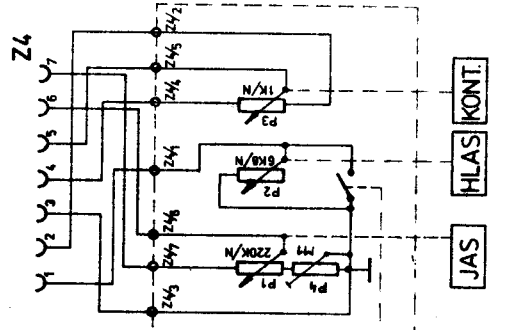 Z4
7
6
5
4
3
2
1
Z4/2
Z4/5
Z4/4
Z4/1
Z4/6
Z4/7
Z4/3
1K/N
P3
6K8/N
P2
220K/N
P1
M1
P4
KONT.
HLAS
JAS